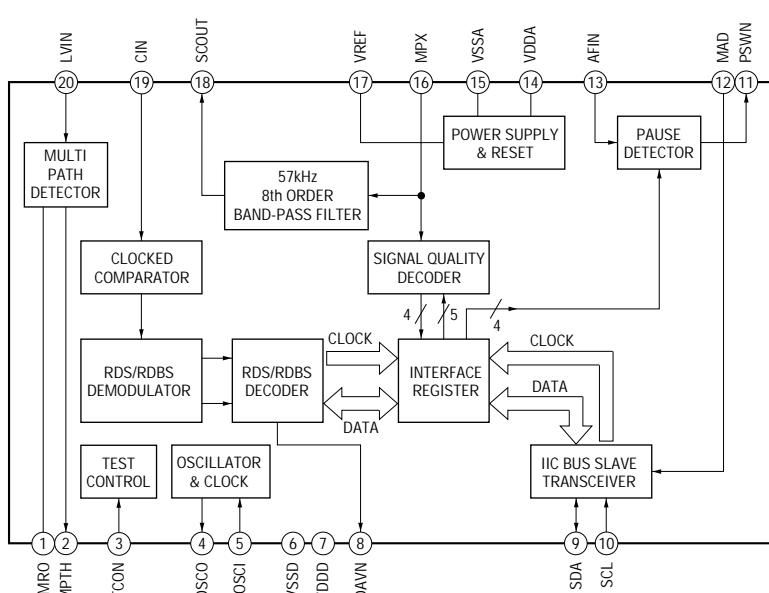 LVIN
CIN
SCOUT
VREF
MPX
VSSA
VDDA
AFIN
MAD
PSWN
20
19
18
17
16
15
14
13
12
11
MULTI
PATH
DETECTOR
57kHz
8th ORDER
BAND-PASS FILTER
POWER SUPPLY
& RESET
PAUSE
DETECTOR
CLOCKED
COMPARATOR
SIGNAL QUALITY
DECODER
4
5
4
RDS/RDBS
DEMODULATOR
RDS/RDBS
DECODER
CLOCK
DATA
INTERFACE
REGISTER
CLOCK
DATA
TEST
CONTROL
OSCILLATOR
& CLOCK
IIC BUS SLAVE
TRANSCEIVER
1
2
3
4
5
6
7
8
9
10
MRO
MPTH
TCON
OSCO
OSCI
VSSD
VDDD
DAVN
SDA
SCL